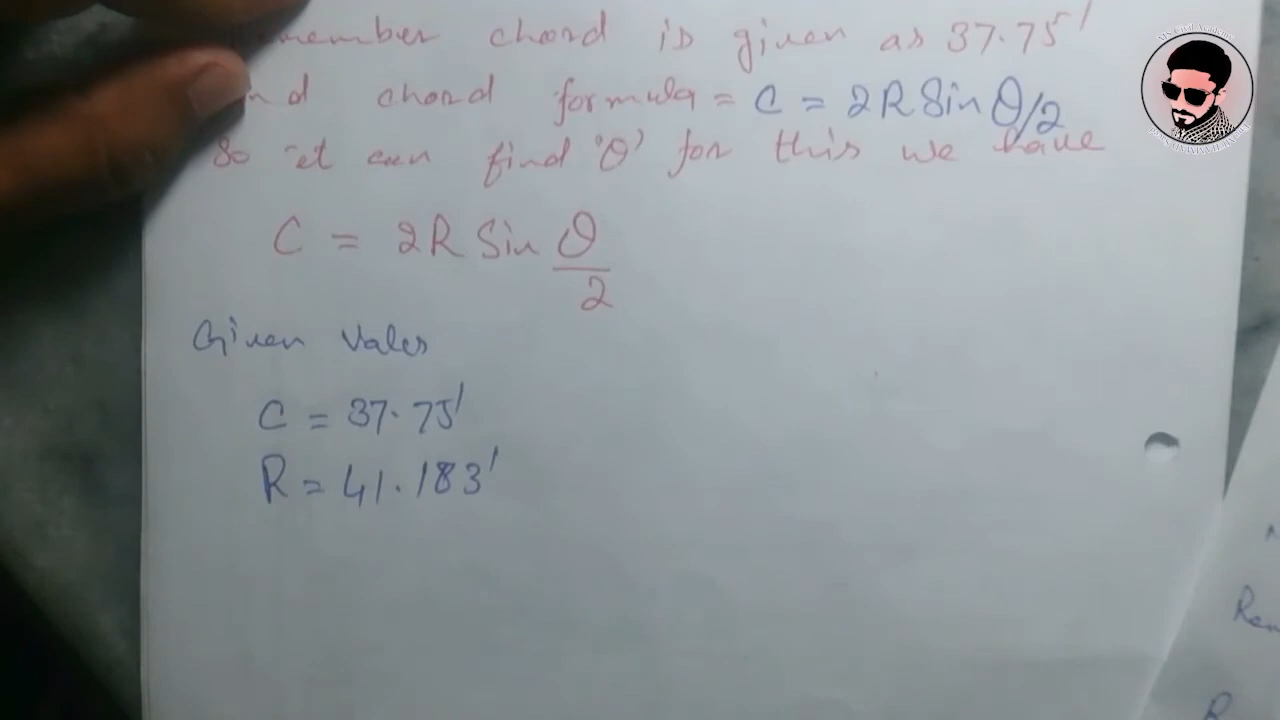 chord is given as 37.75'
chord formula = C = 2R Sin θ/2
So it can find 'θ' for this we have
C = 2R Sin θ/2
Given Vales
C = 37.75'
R = 41.183'
R